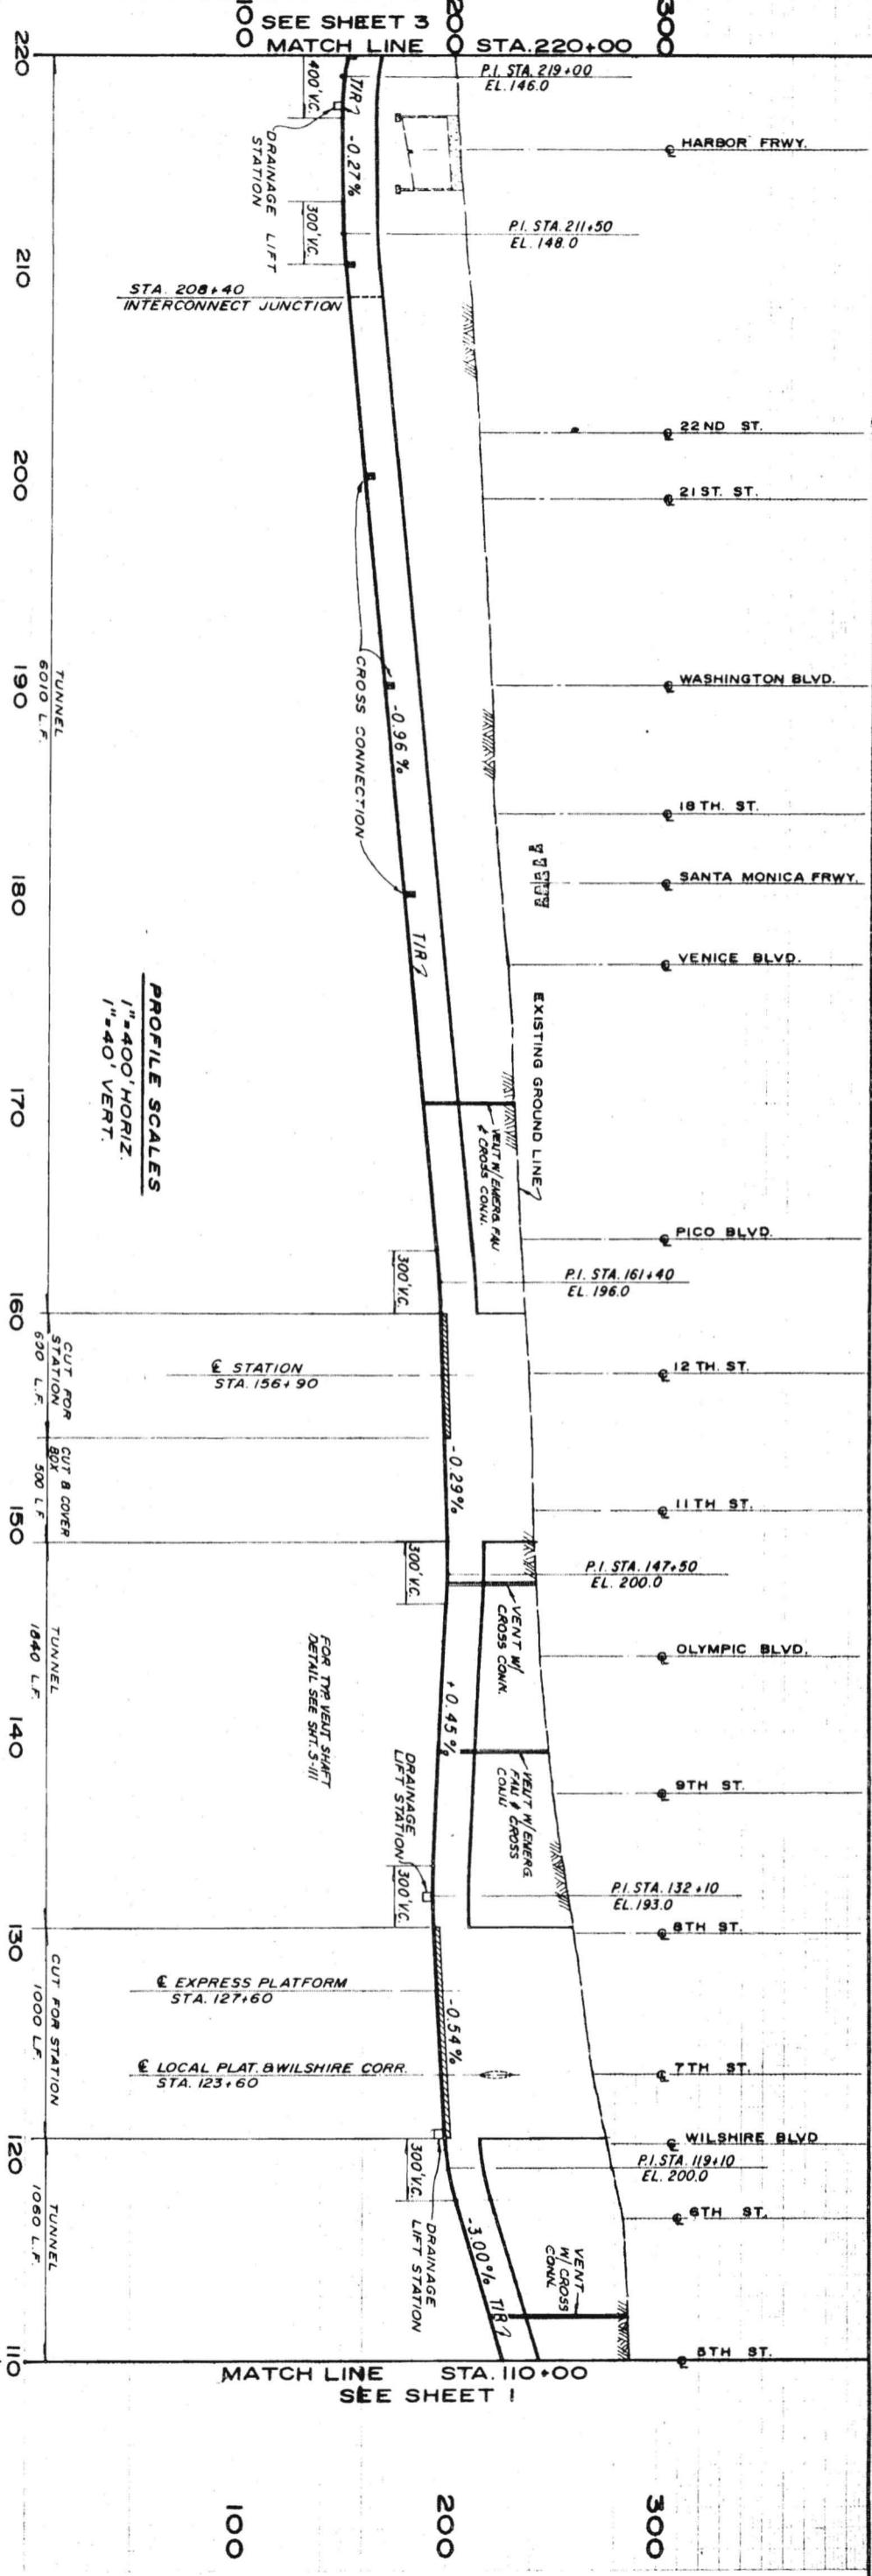 SEE SHEET 3
MATCH LINE STA. 220+00
100
200
300
220
P.I. STA. 219+00
EL. 146.0
400' V.C.
TIR
DRAINAGE LIFT
STATION
-0.27%
HARBOR FRWY.
300' V.C.
P.I. STA. 211+50
EL. 148.0
210
STA. 208+40
INTERCONNECT JUNCTION
22ND ST.
200
21ST. ST.
CROSS CONNECTION
190
TUNNEL
6010 L.F.
-0.96%
WASHINGTON BLVD.
18TH. ST.
180
SANTA MONICA FRWY.
TIR
VENICE BLVD.
EXISTING GROUND LINE
PROFILE SCALES
1"=400' HORIZ.
1"=40' VERT.
170
VENT W/EMERG. FAN
& CROSS CONN.
PICO BLVD.
300' V.C.
P.I. STA. 161+40
EL. 196.0
160
CUT FOR
STATION
690 L.F.
℄ STATION
STA. 156+90
12TH. ST.
CUT & COVER
BOX 500 L.F.
-0.29%
11TH ST.
150
300' V.C.
P.I. STA. 147+50
EL. 200.0
VENT W/
CROSS CONN.
TUNNEL
1840 L.F.
OLYMPIC BLVD.
FOR TYP. VENT SHAFT
DETAIL SEE SHT. S-111
+0.45%
140
VENT W/EMERG.
FAN & CROSS
CONN
9TH ST.
DRAINAGE
LIFT STATION
300' V.C.
P.I. STA. 132+10
EL. 193.0
130
8TH ST.
CUT FOR STATION
1000 L.F.
℄ EXPRESS PLATFORM
STA. 127+60
-0.54%
℄ LOCAL PLAT. & WILSHIRE CORR.
STA. 123+60
7TH ST.
120
WILSHIRE BLVD
300' V.C.
P.I. STA. 119+10
EL. 200.0
DRAINAGE
LIFT STATION
6TH ST.
TUNNEL
1060 L.F.
-3.00%
TIR
VENT
W/ CROSS
CONN.
110
5TH ST.
MATCH LINE STA. 110+00
SEE SHEET 1
100
200
300